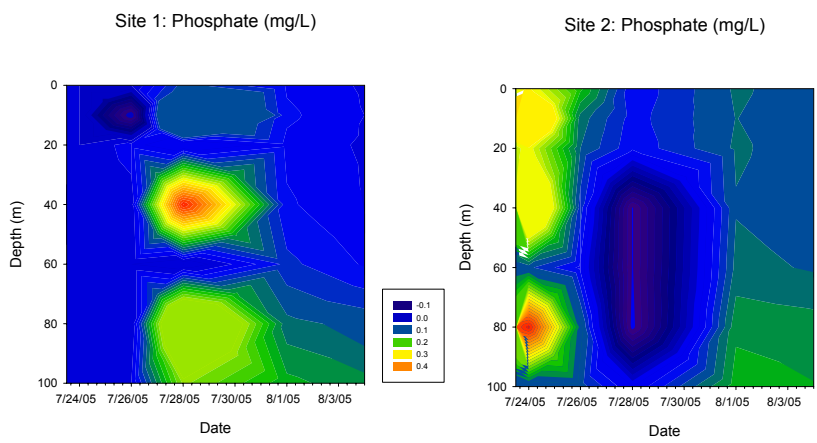 Site 1: Phosphate (mg/L)
0
20
40
60
80
100
Depth (m)
7/24/05 7/26/05 7/28/05 7/30/05 8/1/05 8/3/05
Date
-0.1
0.0
0.1
0.2
0.3
0.4
Site 2: Phosphate (mg/L)
0
20
40
60
80
100
Depth (m)
7/24/05 7/26/05 7/28/05 7/30/05 8/1/05 8/3/05
Date